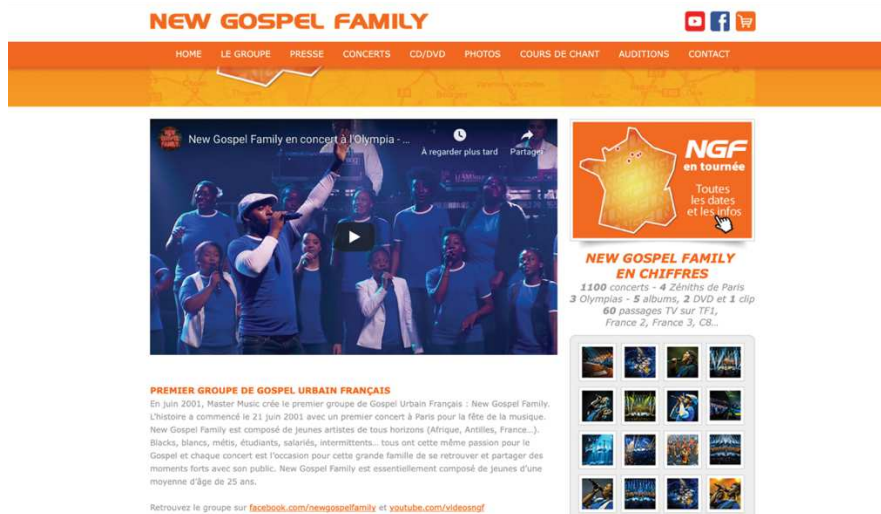 NEW GOSPEL FAMILY
HOME LE GROUPE PRESSE CONCERTS CD/DVD PHOTOS COURS DE CHANT AUDITIONS CONTACT
New Gospel Family en concert à l'Olympia - ...
À regarder plus tard
Partager
NGF
en tournée
Toutes
les dates
et les infos
NEW GOSPEL FAMILY
EN CHIFFRES
1100 concerts - 4 Zéniths de Paris
3 Olympias - 5 albums, 2 DVD et 1 clip
60 passages TV sur TF1,
France 2, France 3, C8...
PREMIER GROUPE DE GOSPEL URBAIN FRANÇAIS
En juin 2001, Master Music crée le premier groupe de Gospel Urbain Français : New Gospel Family.
L'histoire a commencé le 21 juin 2001 avec un premier concert à Paris pour la fête de la musique.
New Gospel Family est composé de jeunes artistes de tous horizons (Afrique, Antilles, France...).
Blacks, blancs, métis, étudiants, salariés, intermittents... tous ont cette même passion pour le
Gospel et chaque concert est l'occasion pour cette grande famille de se retrouver et partager des
moments forts avec son public. New Gospel Family est essentiellement composé de jeunes d'une
moyenne d'âge de 25 ans.
Retrouvez le groupe sur facebook.com/newgospelfamily et youtube.com/videosngf